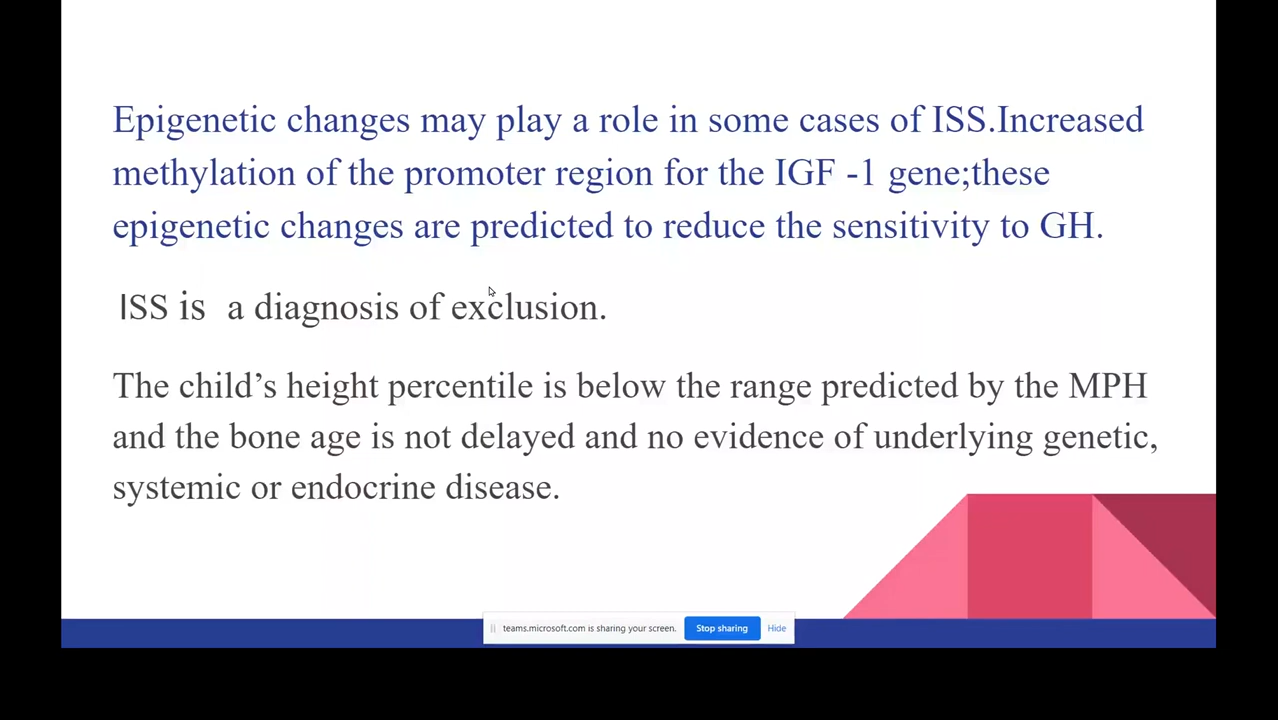 Epigenetic changes may play a role in some cases of ISS.Increased
methylation of the promoter region for the IGF -1 gene;these
epigenetic changes are predicted to reduce the sensitivity to GH.
ISS is a diagnosis of exclusion.
The child’s height percentile is below the range predicted by the MPH
and the bone age is not delayed and no evidence of underlying genetic,
systemic or endocrine disease.
teams.microsoft.com is sharing your screen. Stop sharing Hide